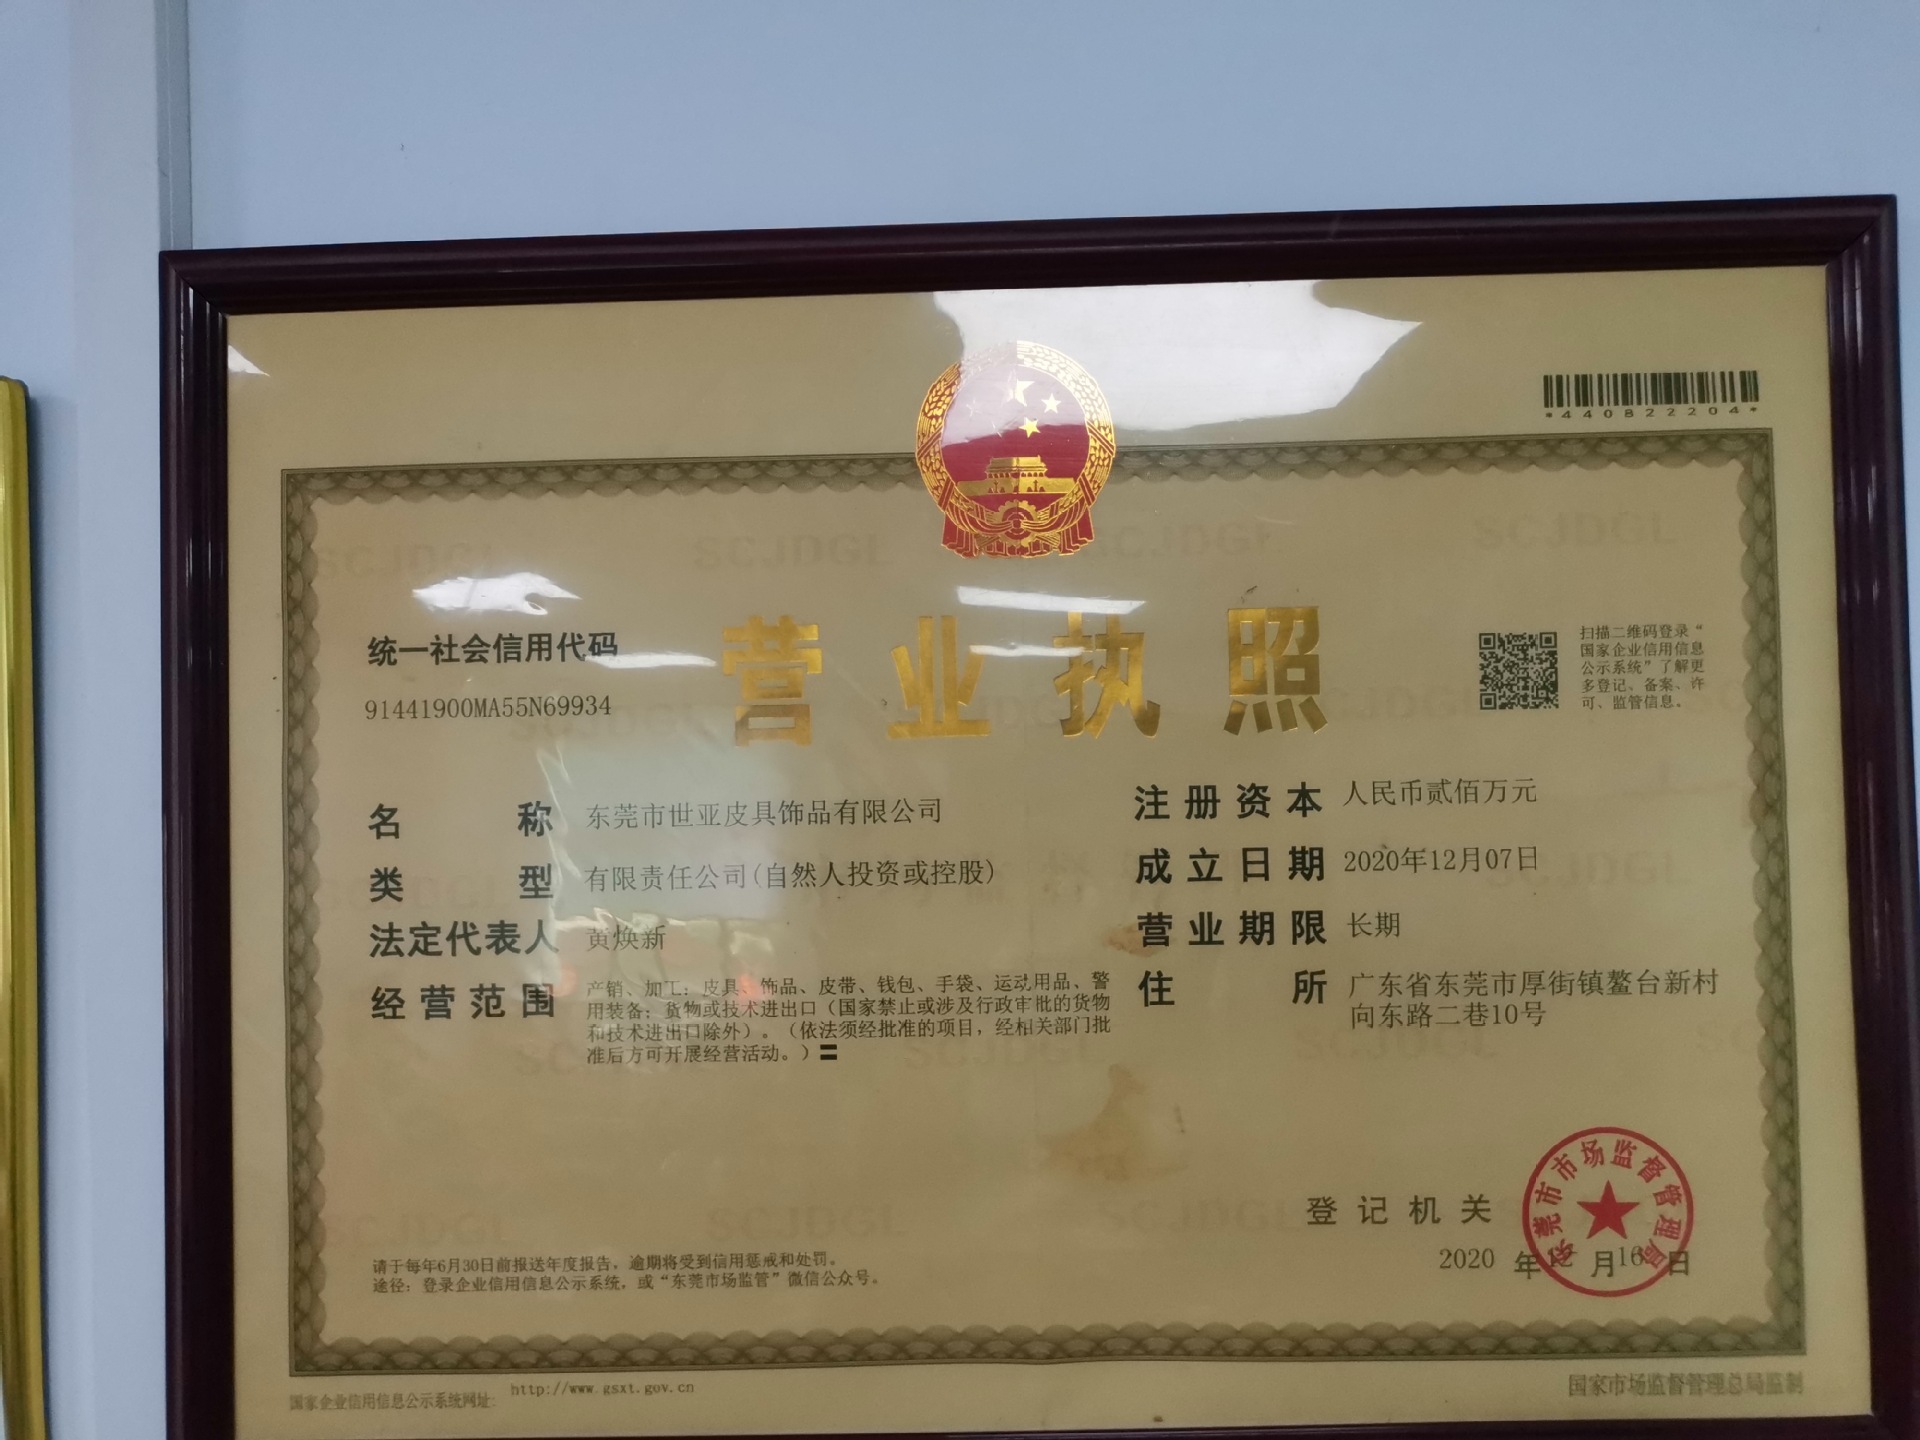 *440822204*
统一社会信用代码
91441900MA55N69934
营业执照
扫描二维码登录“
国家企业信用信息
公示系统”了解更
多登记、备案、许
可、监管信息。
名称 东莞市世亚皮具饰品有限公司
类型 有限责任公司(自然人投资或控股)
法定代表人 黄焕新
经营范围 产销、加工：皮具、饰品、皮带、钱包、手袋、运动用品、警
用装备；货物或技术进出口（国家禁止或涉及行政审批的货物
和技术进出口除外）。（依法须经批准的项目，经相关部门批
准后方可开展经营活动。）〓
注册资本 人民币贰佰万元
成立日期 2020年12月07日
营业期限 长期
住所 广东省东莞市厚街镇鳌台新村
向东路二巷10号
登记机关
东莞市市场监督管理局
2020 年12月16日
请于每年6月30日前报送年度报告，逾期将受到信用惩戒和处罚。
途径：登录企业信用信息公示系统，或“东莞市场监管”微信公众号。
国家企业信用信息公示系统网址: http://www.gsxt.gov.cn
国家市场监督管理总局监制